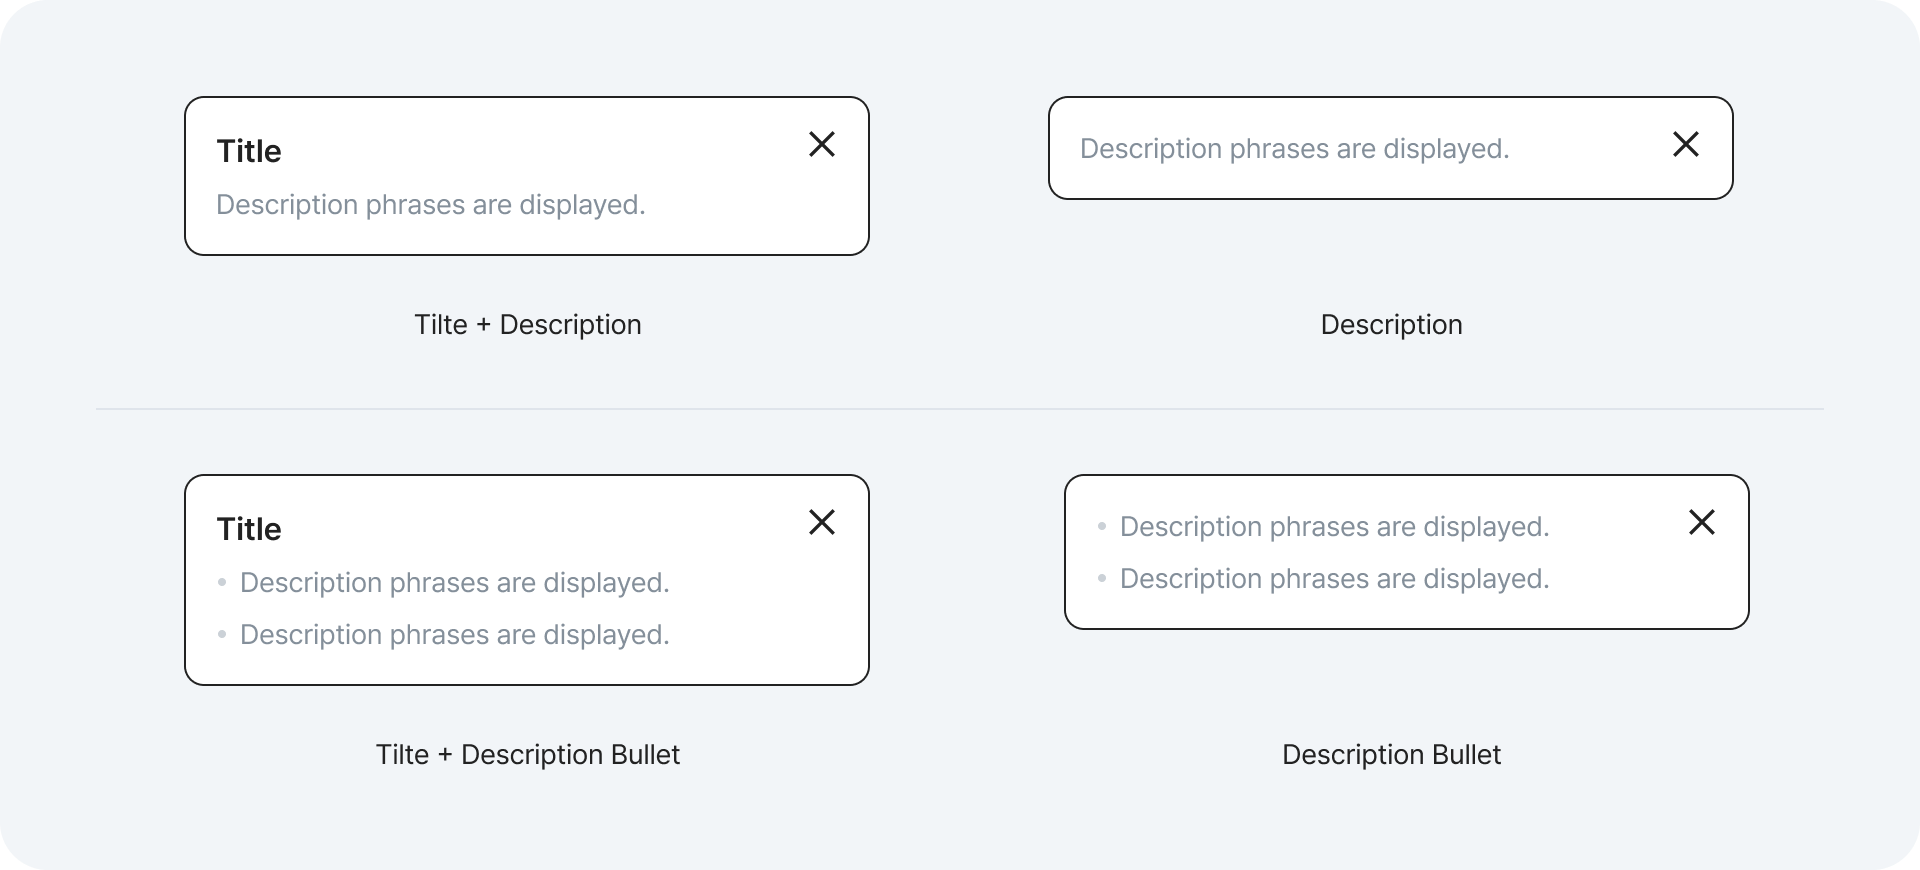 Title
Description phrases are displayed.
Tilte + Description
Description phrases are displayed.
Description
Title
• Description phrases are displayed.
• Description phrases are displayed.
Tilte + Description Bullet
• Description phrases are displayed.
• Description phrases are displayed.
Description Bullet